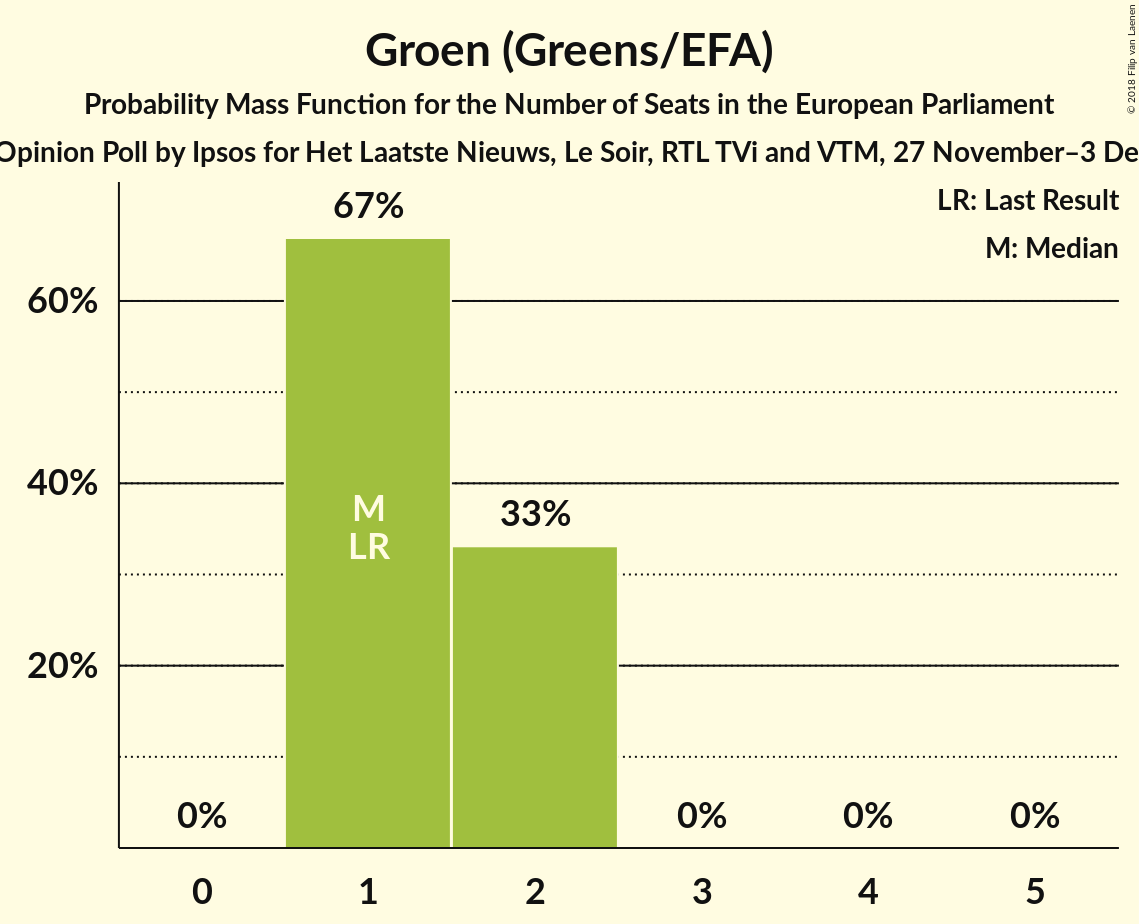 Groen (Greens/EFA)
Probability Mass Function for the Number of Seats in the European Parliament
Opinion Poll by Ipsos for Het Laatste Nieuws, Le Soir, RTL TVi and VTM, 27 November–3 De
© 2018 Filip van Laenen
LR: Last Result
M: Median
67%
60%
40%
33%
M
LR
20%
0%
0%
0%
0%
0
1
2
3
4
5